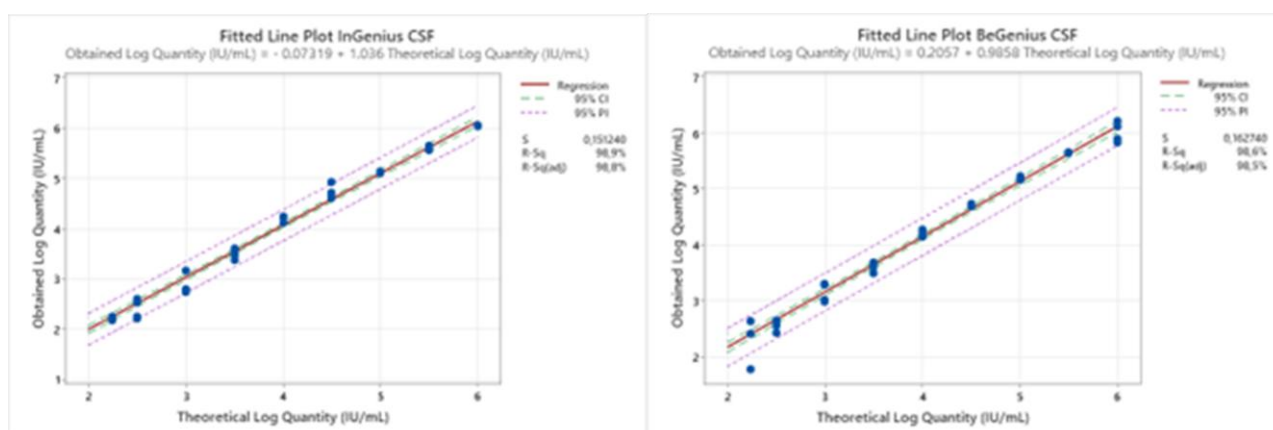 Fitted Line Plot InGenius CSF
Obtained Log Quantity (IU/mL) = - 0.07319 + 1.036 Theoretical Log Quantity (IU/mL)
Regression
95% CI
95% PI
S 0,151240
R-Sq 98,9%
R-Sq(adj) 98,8%
Obtained Log Quantity (IU/mL)
7
6
5
4
3
2
1
2 3 4 5 6
Theoretical Log Quantity (IU/mL)
Fitted Line Plot BeGenius CSF
Obtained Log Quantity (IU/mL) = 0.2057 + 0.9858 Theoretical Log Quantity (IU/mL)
Regression
95% CI
95% PI
S 0,162740
R-Sq 98,6%
R-Sq(adj) 98,5%
Obtained Log Quantity (IU/mL)
7
6
5
4
3
2
2 3 4 5 6
Theoretical Log Quantity (IU/mL)